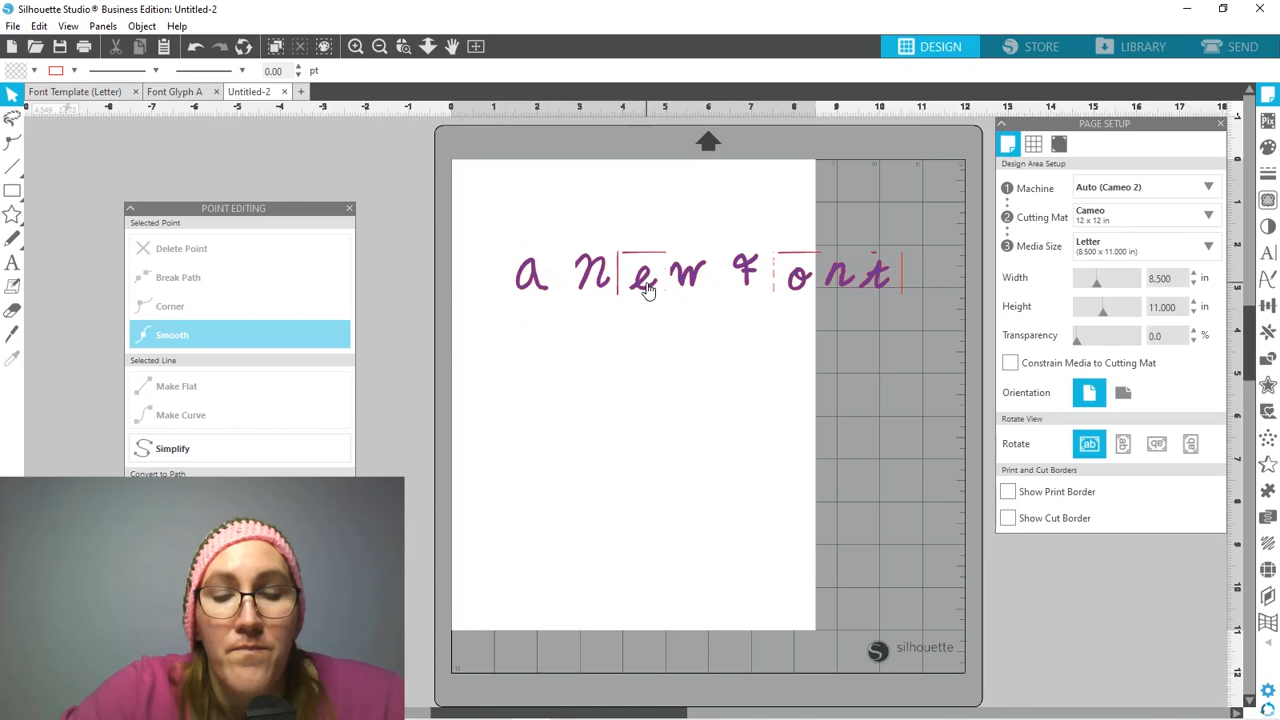 Silhouette Studio® Business Edition: Untitled-2
File Edit View Panels Object Help
DESIGN STORE LIBRARY SEND
0.00 pt
Font Template (Letter) Font Glyph A Untitled-2
POINT EDITING
Selected Point
Delete Point
Break Path
Corner
Smooth
Selected Line
Make Flat
Make Curve
Simplify
Convert to Path
a new font
silhouette
PAGE SETUP
Design Area Setup
1 Machine Auto (Cameo 2)
2 Cutting Mat Cameo 12 x 12 in
3 Media Size Letter (8.500 x 11.000 in)
Width 8.500 in
Height 11.000 in
Transparency 0.0 %
Constrain Media to Cutting Mat
Orientation
Rotate View
Rotate
Print and Cut Borders
Show Print Border
Show Cut Border